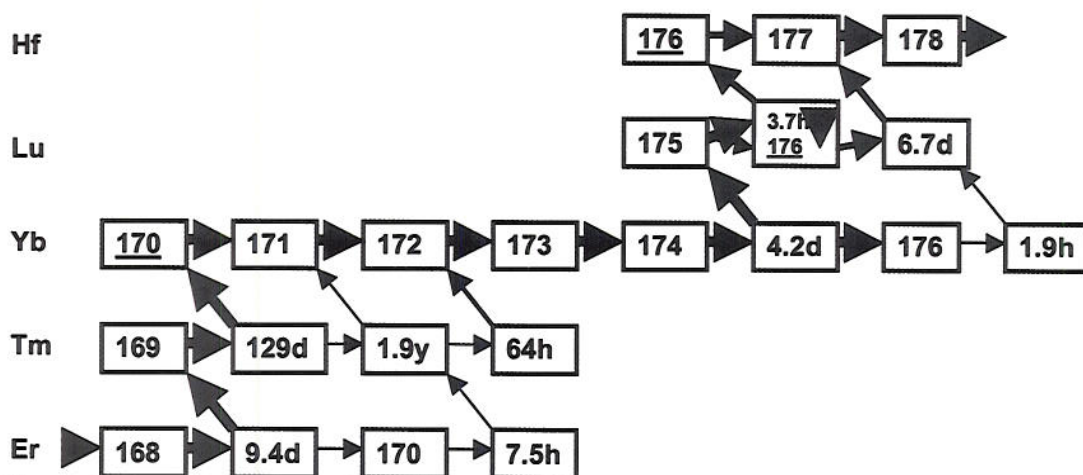 Hf 176 177 178
Lu 175 3.7h 176 6.7d
Yb 170 171 172 173 174 4.2d 176 1.9h
Tm 169 129d 1.9y 64h
Er 168 9.4d 170 7.5h